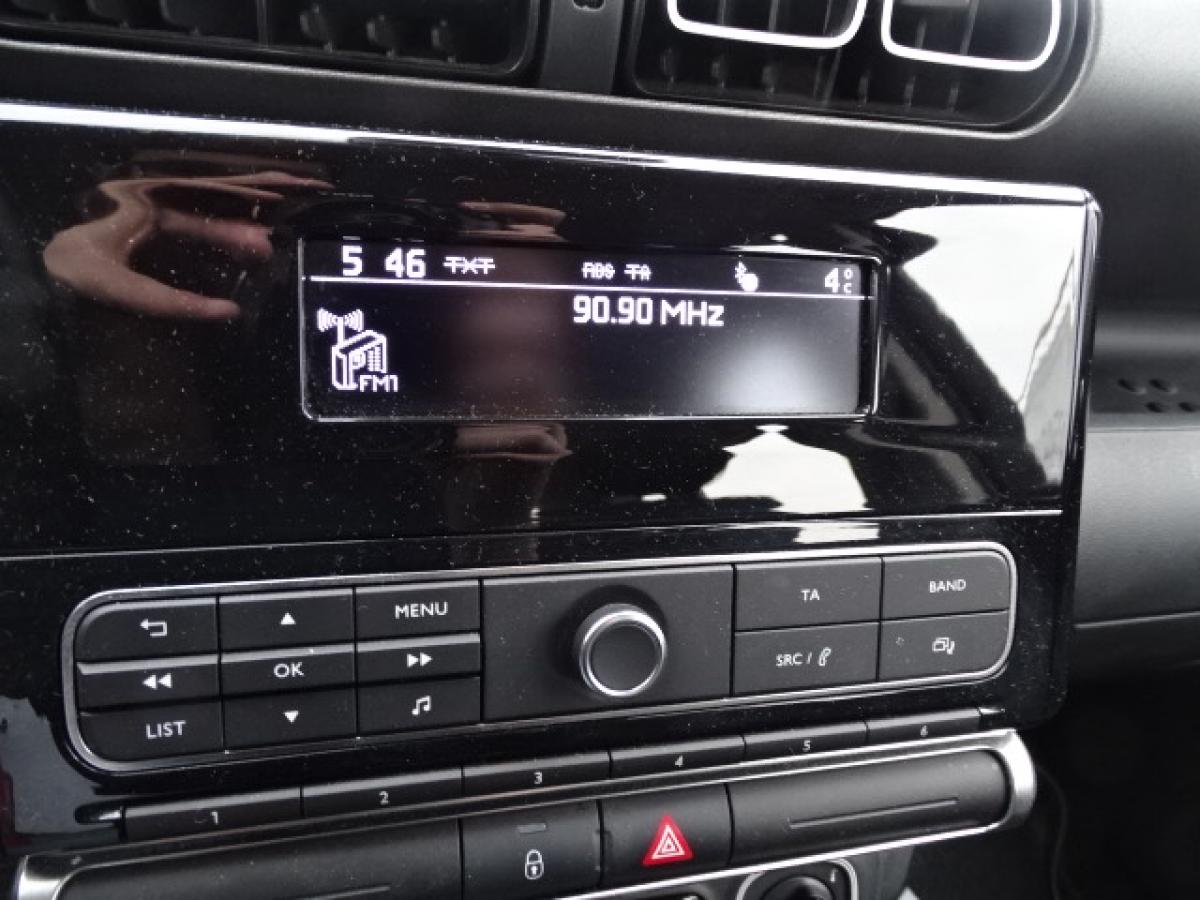 5 46 TXT RDS TA 4°C
90.90 MHz
FM1
MENU
TA
BAND
OK
SRC /
LIST
1 2 3 4 5 6
4